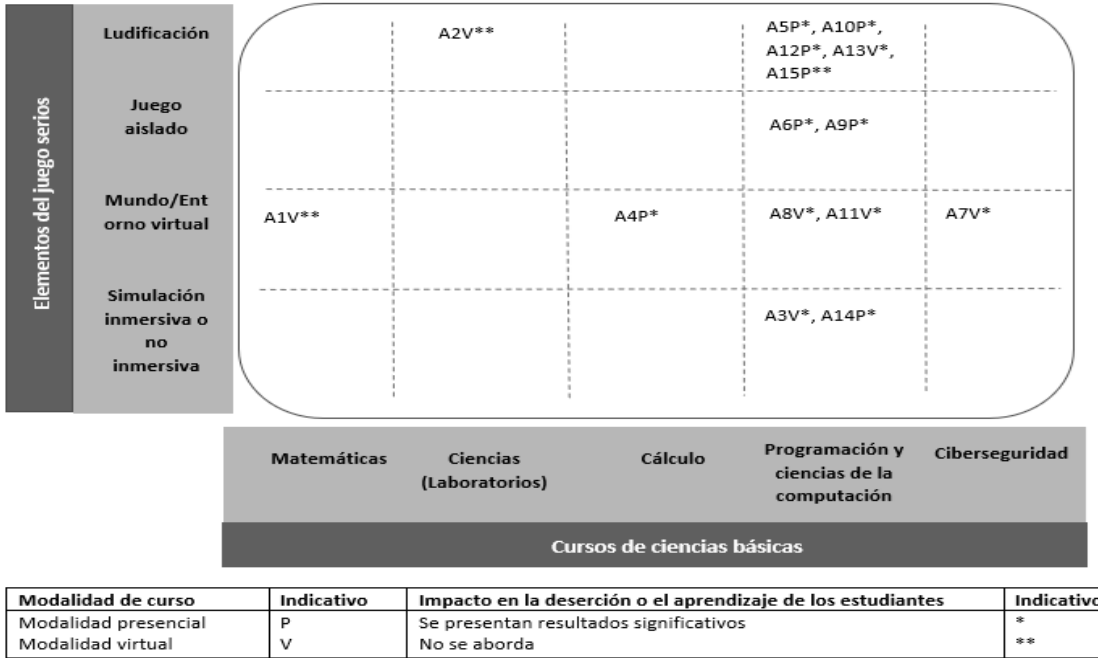 Elementos del juego serios
Ludificación
A2V**
A5P*, A10P*,
A12P*, A13V*,
A15P**
Juego
aislado
A6P*, A9P*
Mundo/Ent
orno virtual
A1V**
A4P*
A8V*, A11V*
A7V*
Simulación
inmersiva o
no
inmersiva
A3V*, A14P*
Matemáticas
Ciencias
(Laboratorios)
Cálculo
Programación y
ciencias de la
computación
Ciberseguridad
Cursos de ciencias básicas
Modalidad de curso Indicativo Impacto en la deserción o el aprendizaje de los estudiantes Indicativo
Modalidad presencial P Se presentan resultados significativos *
Modalidad virtual V No se aborda **